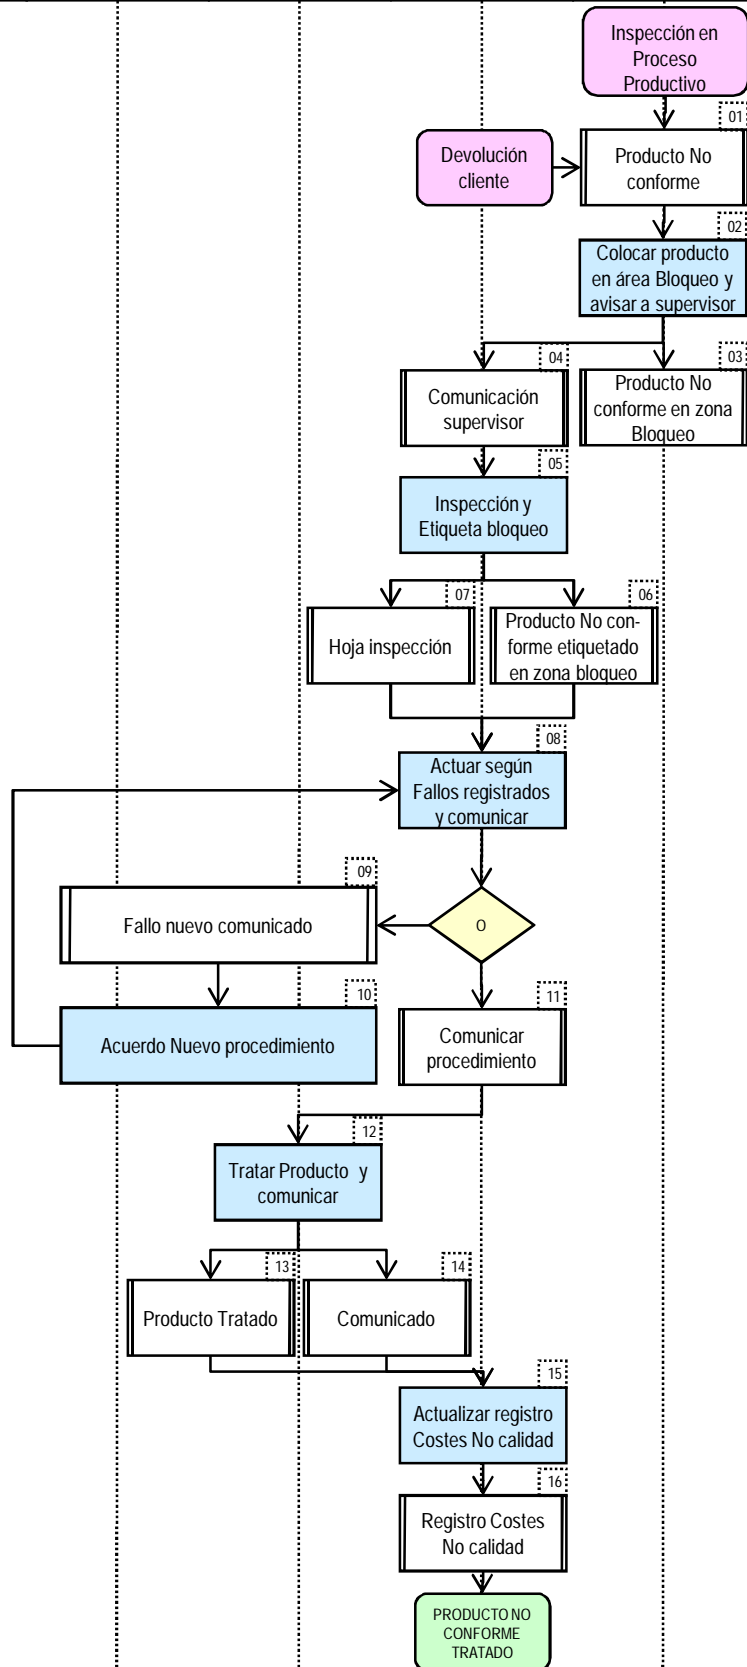 Inspección en
Proceso
Productivo
01
Devolución
cliente
Producto No
conforme
02
Colocar producto
en área Bloqueo y
avisar a supervisor
04
03
Comunicación
supervisor
Producto No
conforme en zona
Bloqueo
05
Inspección y
Etiqueta bloqueo
07
06
Hoja inspección
Producto No con-
forme etiquetado
en zona bloqueo
08
Actuar según
Fallos registrados
y comunicar
09
Fallo nuevo comunicado
O
10
Acuerdo Nuevo procedimiento
11
Comunicar
procedimiento
12
Tratar Producto y
comunicar
13
14
Producto Tratado
Comunicado
15
Actualizar registro
Costes No calidad
16
Registro Costes
No calidad
PRODUCTO NO
CONFORME
TRATADO